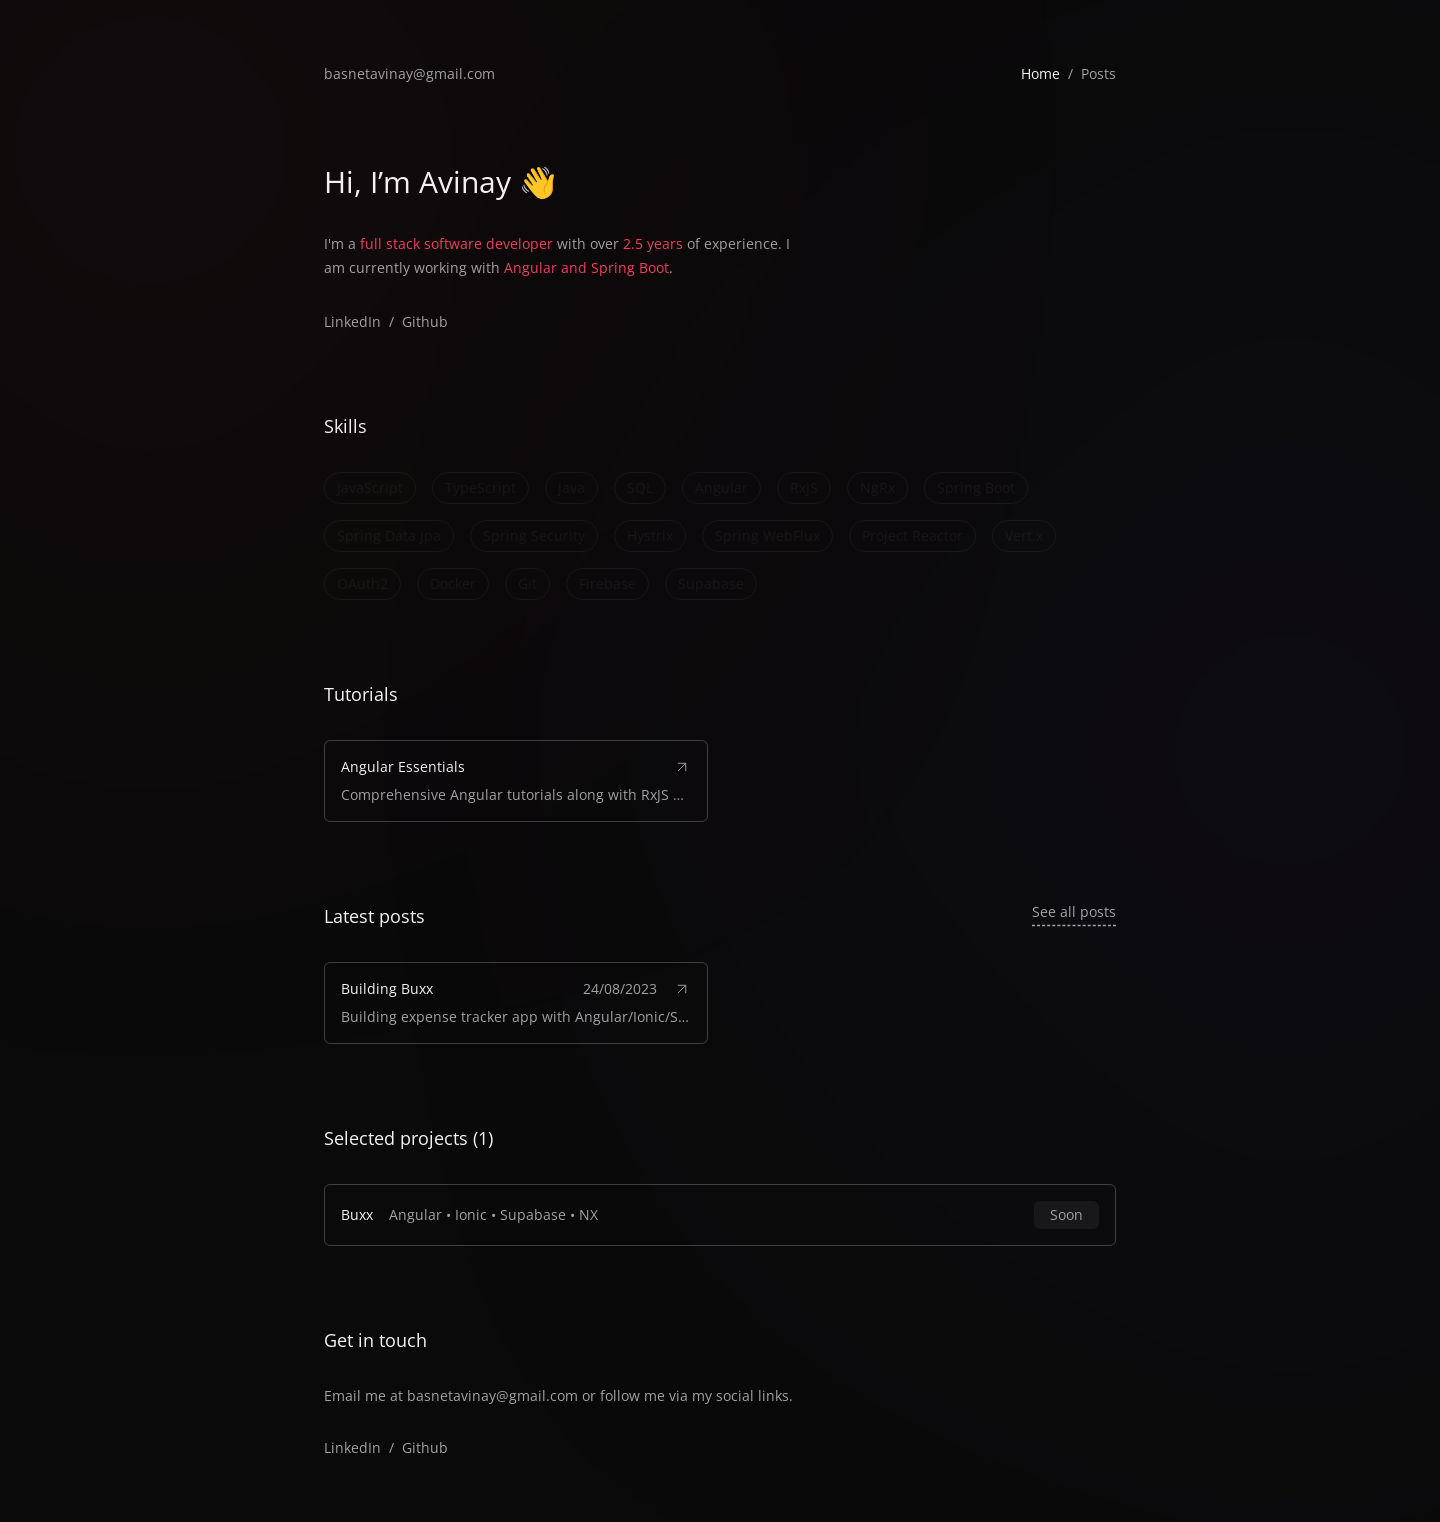 basnetavinay@gmail.com Home / Posts
Hi, I’m Avinay 👋
I'm a full stack software developer with over 2.5 years of experience. I
am currently working with Angular and Spring Boot.
LinkedIn / Github
Skills
JavaScript TypeScript Java SQL Angular RxJS NgRx Spring Boot
Spring Data Jpa Spring Security Hystrix Spring WebFlux Project Reactor Vert.x
OAuth2 Docker Git Firebase Supabase
Tutorials
Angular Essentials
Comprehensive Angular tutorials along with RxJS ...
Latest posts See all posts
Building Buxx 24/08/2023
Building expense tracker app with Angular/Ionic/S...
Selected projects (1)
Buxx Angular • Ionic • Supabase • NX Soon
Get in touch
Email me at basnetavinay@gmail.com or follow me via my social links.
LinkedIn / Github